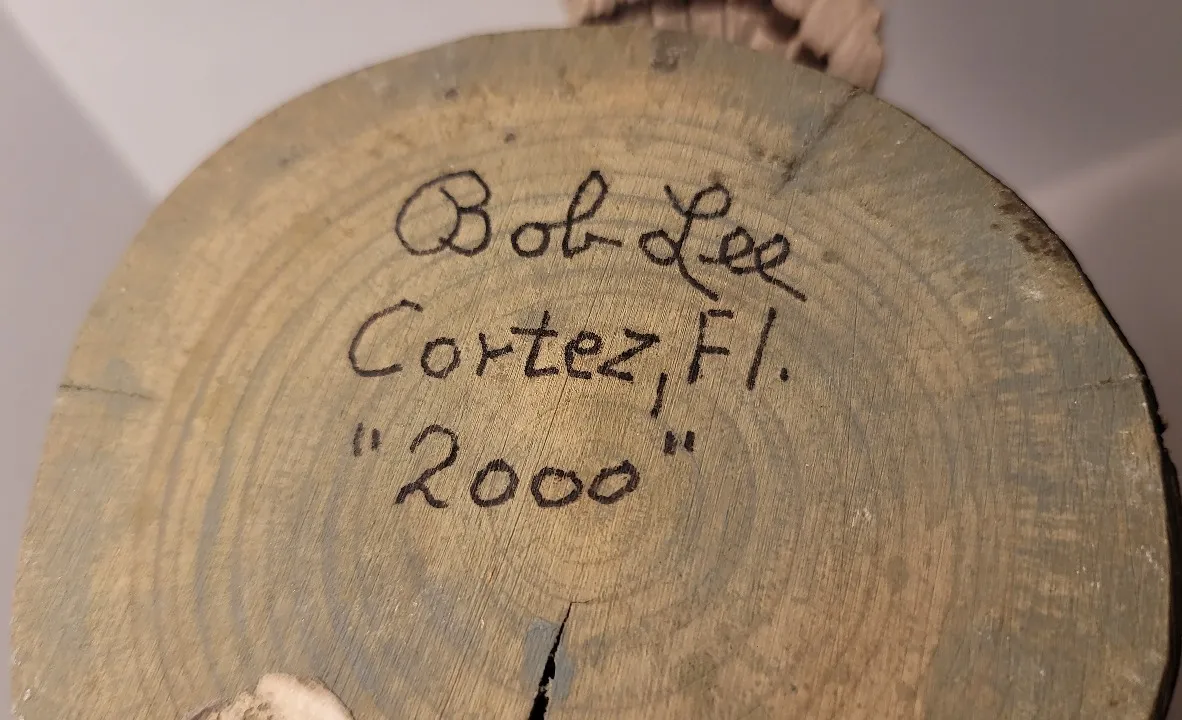 Bob Lee
Cortez, Fl.
"2000"